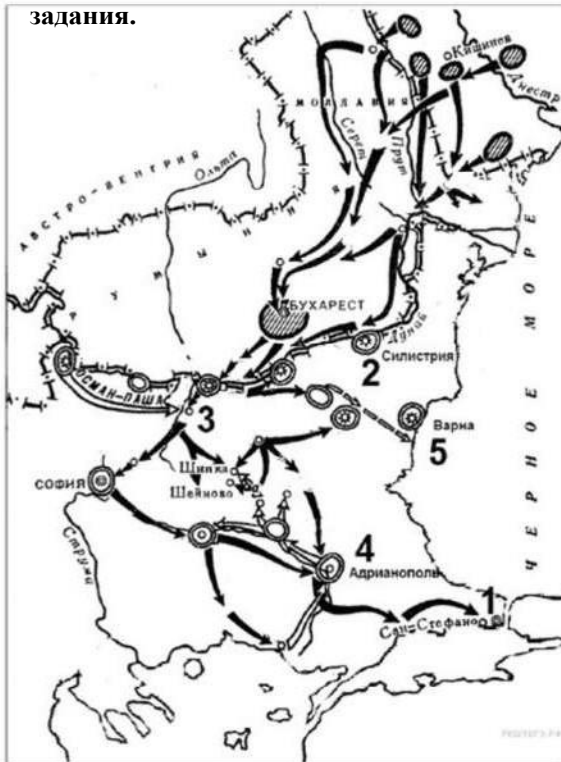 задания.
Кишинев
Днестр
МОЛДАВИЯ
Серет
Прут
АВСТРО-ВЕНГРИЯ
Ольта
РУМЫНИЯ
БУХАРЕСТ
Дунай
2
СИЛИСТРИЯ
ОСМАН-ПАША
3
Варна
5
Шипка
Шейново
СОФИЯ
Струма
4
Адрианополь
1
Сан-Стефано
ЧЕРНОЕ МОРЕ